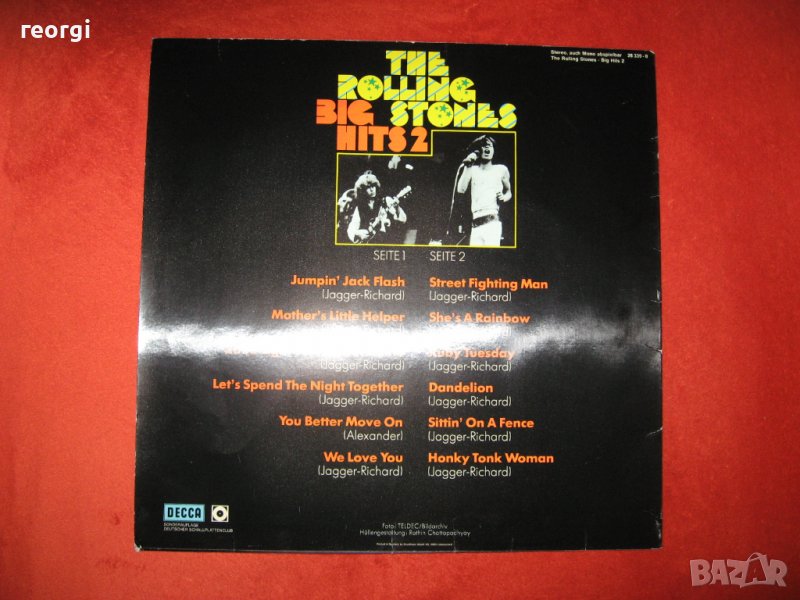 reorgi
Stereo, auch Mono abspielbar
The Rolling Stones - Big Hits 2
THE
ROLLING
BIG STONES
HITS 2
SEITE 1 SEITE 2
Jumpin' Jack Flash
(Jagger-Richard)
Mother's Little Helper
(Jagger-Richard)
Let's Spend The Night Together
(Jagger-Richard)
You Better Move On
(Alexander)
We Love You
(Jagger-Richard)
Street Fighting Man
(Jagger-Richard)
She's A Rainbow
Ruby Tuesday
(Jagger-Richard)
Dandelion
(Jagger-Richard)
Sittin' On A Fence
(Jagger-Richard)
Honky Tonk Woman
(Jagger-Richard)
DECCA
SONDERAUFLAGE
DEUTSCHER SCHALLPLATTENCLUB
Foto: TELDEC/Bildarchiv
Hüllengestaltung: Rathin Chattopadhyay
BAZAR